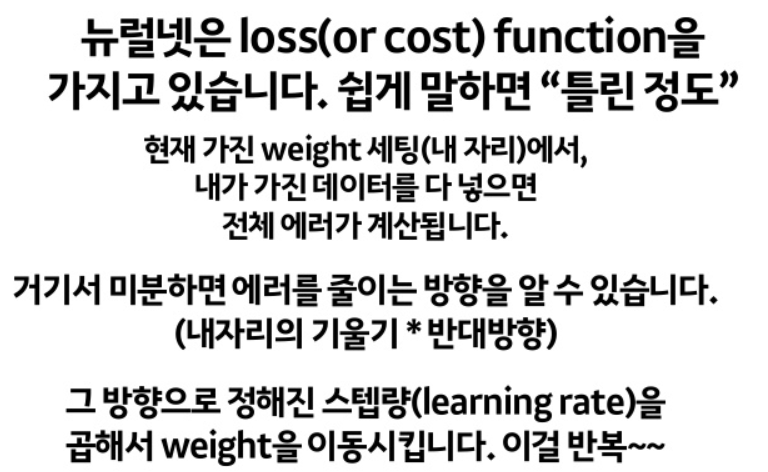 뉴럴넷은 loss(or cost) function을
가지고 있습니다. 쉽게 말하면 “틀린 정도”
현재 가진 weight 세팅(내 자리)에서,
내가 가진 데이터를 다 넣으면
전체 에러가 계산됩니다.
거기서 미분하면 에러를 줄이는 방향을 알 수 있습니다.
(내자리의 기울기 * 반대방향)
그 방향으로 정해진 스텝량(learning rate)을
곱해서 weight을 이동시킵니다. 이걸 반복~~